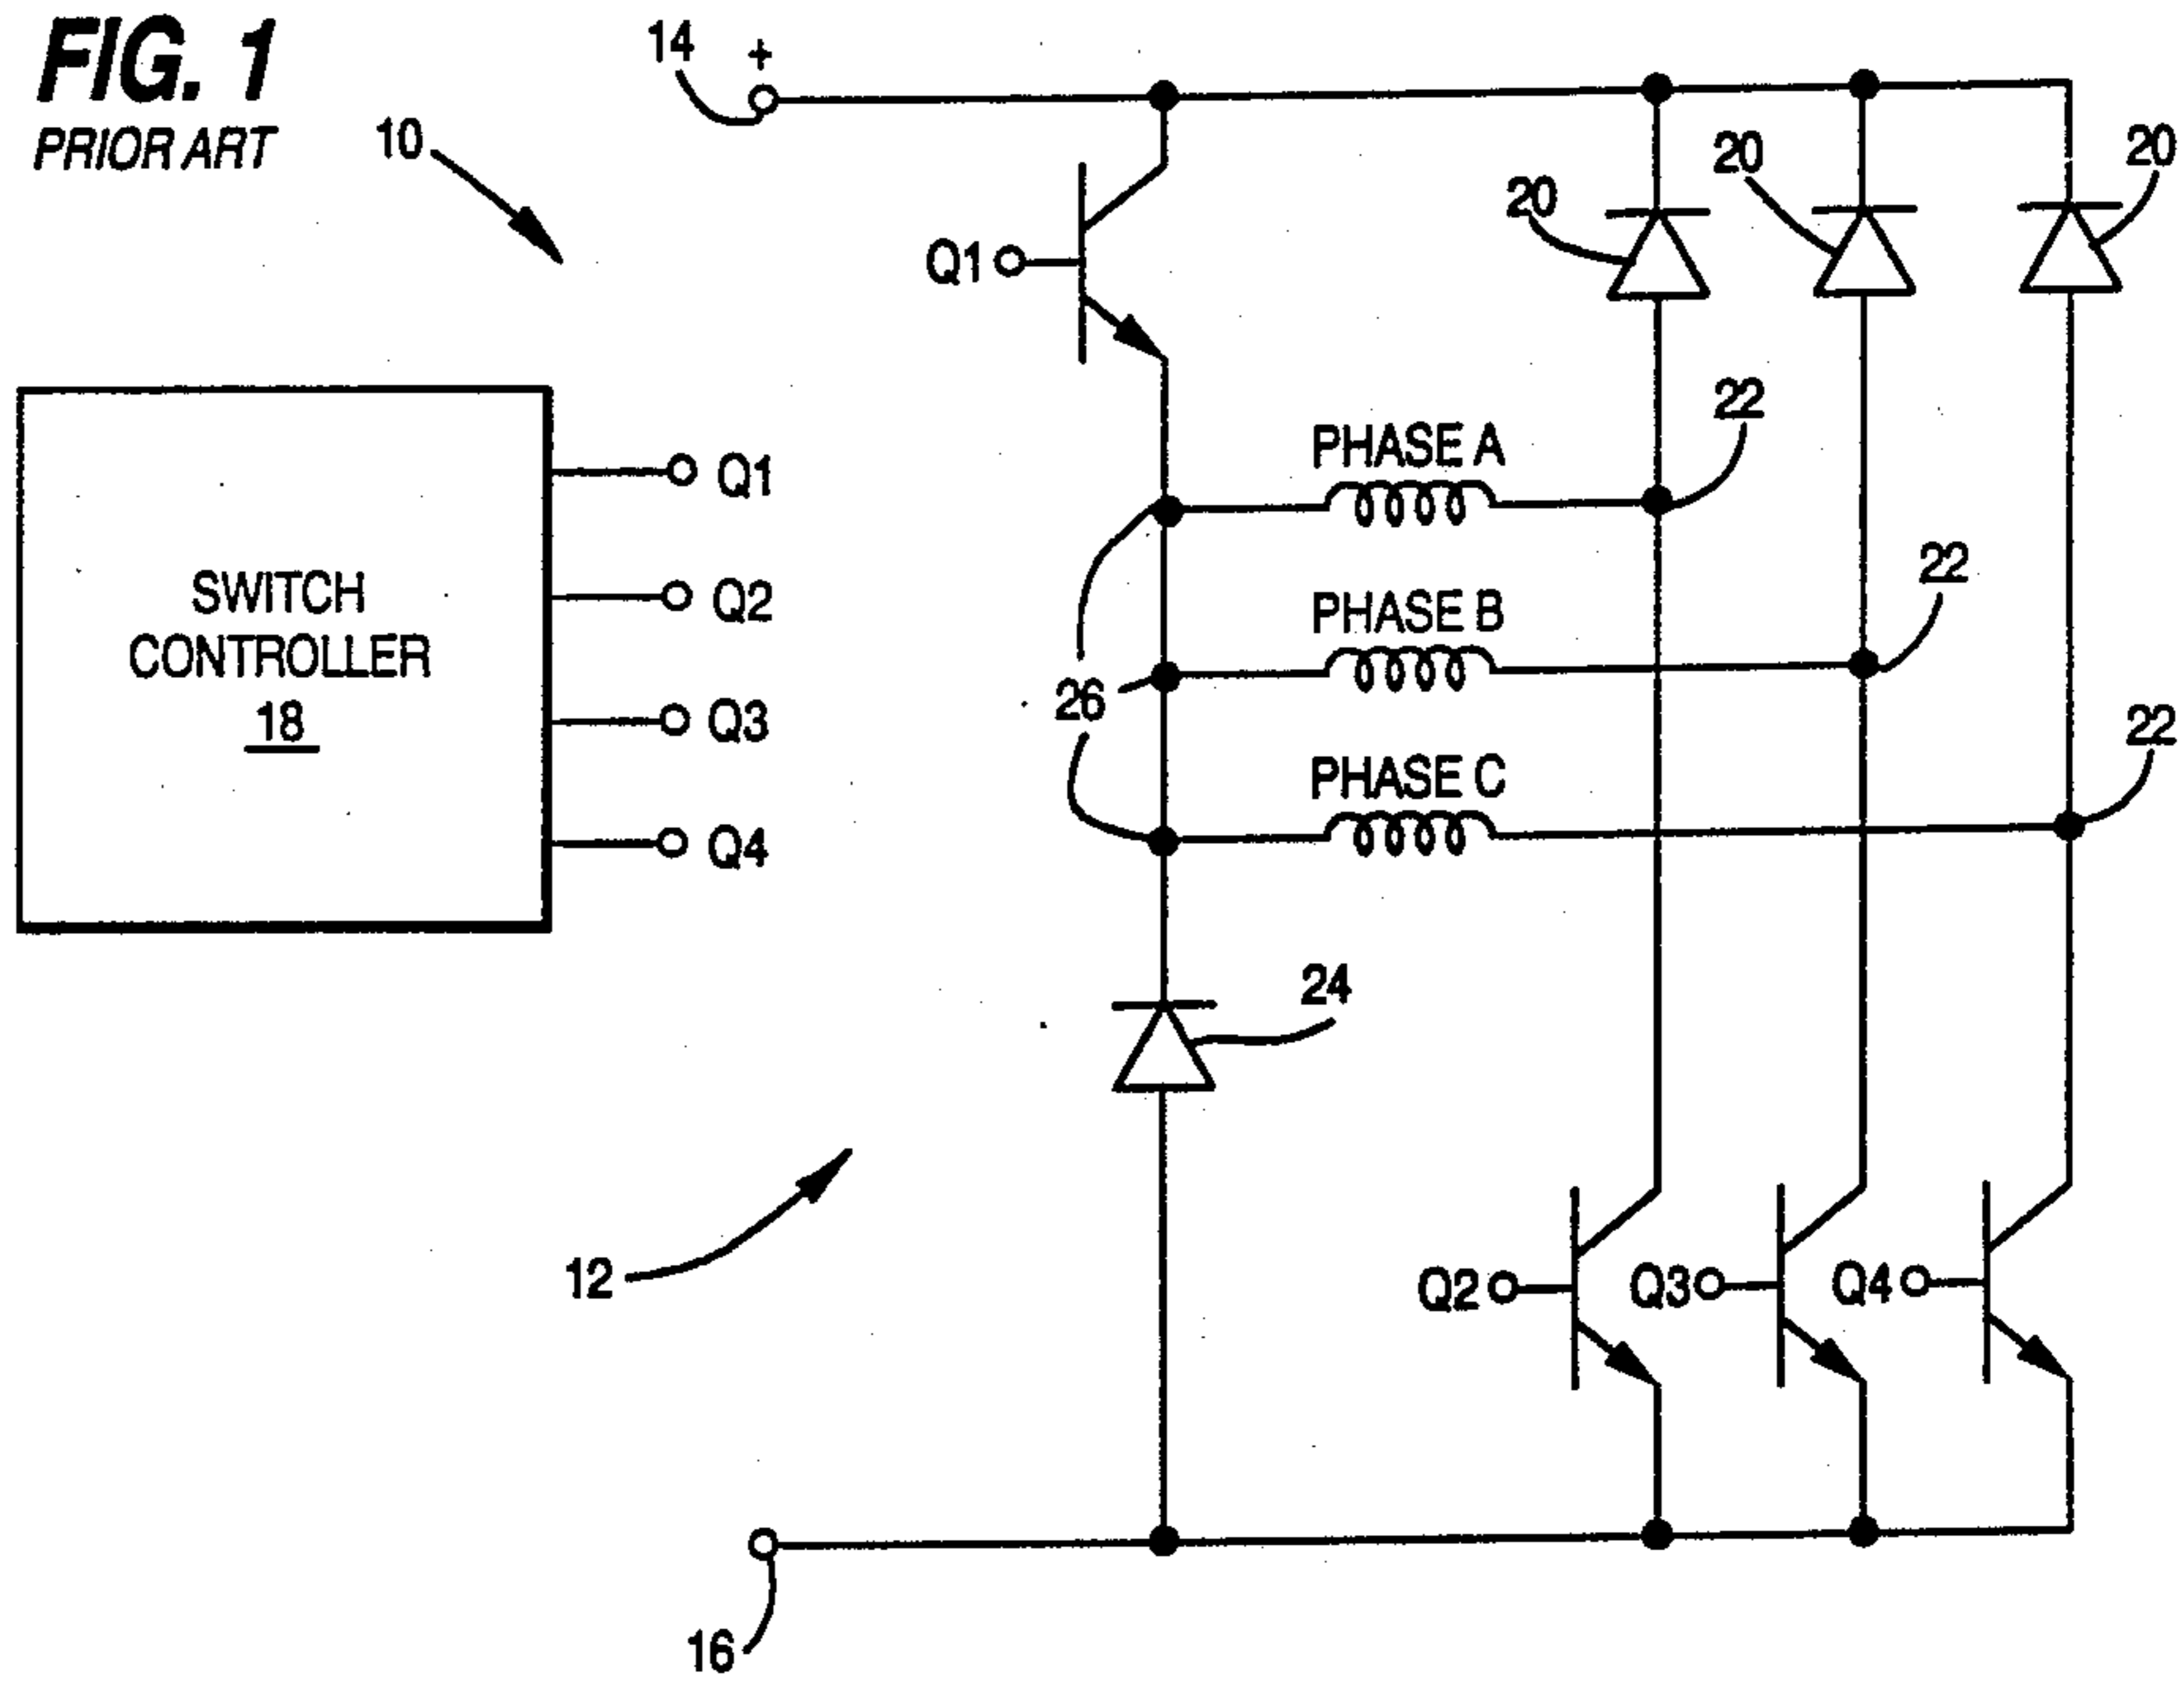 FIG. 1
PRIOR ART
10
14
+
Q1
20
20
20
22
PHASE A
22
PHASE B
26
22
PHASE C
SWITCH
CONTROLLER
18
Q1
Q2
Q3
Q4
24
12
Q2
Q3
Q4
16